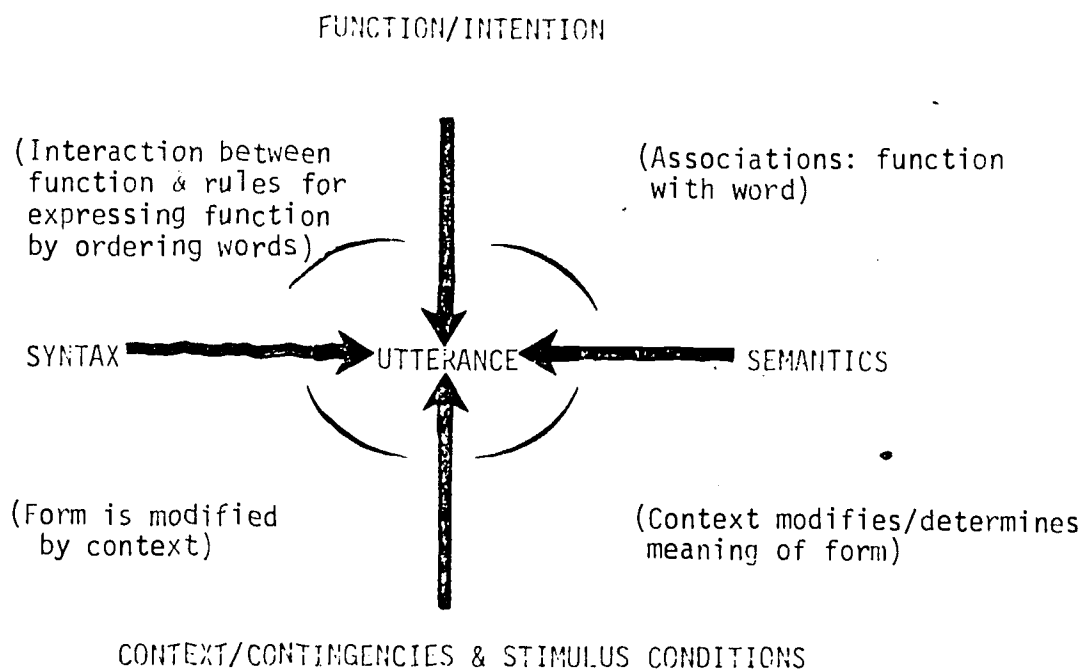 FUNCTION/INTENTION
(Interaction between
function & rules for
expressing function
by ordering words)
(Associations: function
with word)
SYNTAX
UTTERANCE
SEMANTICS
(Form is modified
by context)
(Context modifies/determines
meaning of form)
CONTEXT/CONTINGENCIES & STIMULUS CONDITIONS